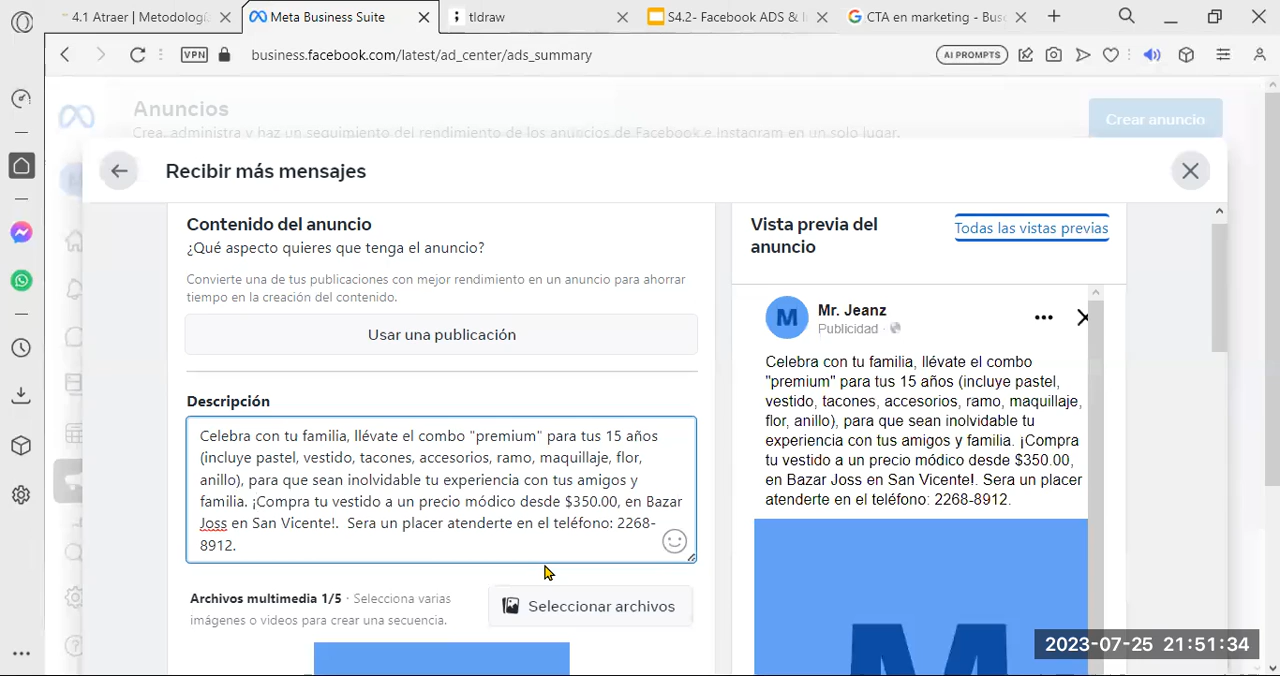 4.1 Atraer | Metodologí
Meta Business Suite
tldraw
S4.2- Facebook ADS & I
CTA en marketing - Bus
VPN
business.facebook.com/latest/ad_center/ads_summary
AI PROMPTS
Anuncios
Crea, administra y haz un seguimiento del rendimiento de los anuncios de Facebook e Instagram en un solo lugar.
Crear anuncio
Recibir más mensajes
Contenido del anuncio
¿Qué aspecto quieres que tenga el anuncio?
Convierte una de tus publicaciones con mejor rendimiento en un anuncio para ahorrar
tiempo en la creación del contenido.
Usar una publicación
Descripción
Celebra con tu familia, llévate el combo "premium" para tus 15 años
(incluye pastel, vestido, tacones, accesorios, ramo, maquillaje, flor,
anillo), para que sean inolvidable tu experiencia con tus amigos y
familia. ¡Compra tu vestido a un precio módico desde $350.00, en Bazar
Joss en San Vicente!.  Sera un placer atenderte en el teléfono: 2268-
8912.
Archivos multimedia 1/5 · Selecciona varias
imágenes o videos para crear una secuencia.
Seleccionar archivos
Vista previa del
anuncio
Todas las vistas previas
M
Mr. Jeanz
Publicidad ·
Celebra con tu familia, llévate el combo
"premium" para tus 15 años (incluye pastel,
vestido, tacones, accesorios, ramo, maquillaje,
flor, anillo), para que sean inolvidable tu
experiencia con tus amigos y familia. ¡Compra
tu vestido a un precio módico desde $350.00,
en Bazar Joss en San Vicente!. Sera un placer
atenderte en el teléfono: 2268-8912.
M
2023-07-25 21:51:34